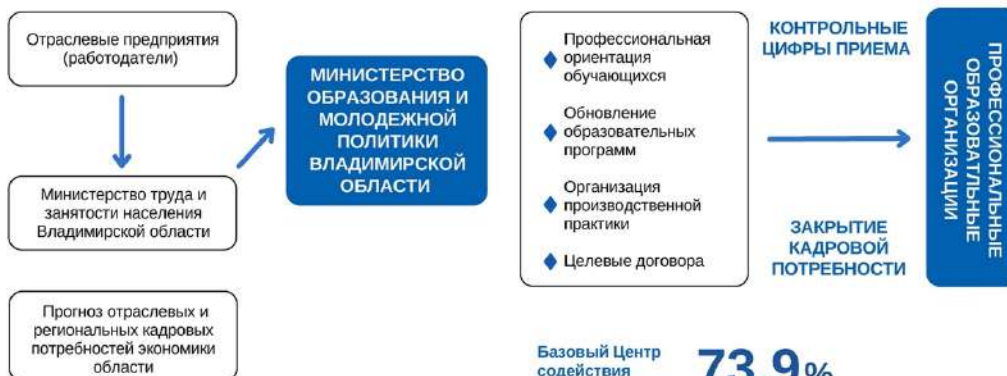 Отраслевые предприятия
(работодатели)
Министерство труда и
занятости населения
Владимирской области
Прогноз отраслевых и
региональных кадровых
потребностей экономики
области
МИНИСТЕРСТВО
ОБРАЗОВАНИЯ И
МОЛОДЕЖНОЙ
ПОЛИТИКИ
ВЛАДИМИРСКОЙ
ОБЛАСТИ
Профессиональная
ориентация
обучающихся
Обновление
образовательных
программ
Организация
производственной
практики
Целевые договора
КОНТРОЛЬНЫЕ
ЦИФРЫ ПРИЕМА
ЗАКРЫТИЕ
КАДРОВОЙ
ПОТРЕБНОСТИ
ПРОФЕССИОНАЛЬНЫЕ
ОБРАЗОВАТЛЬНЫЕ
ОРГАНИЗАЦИИ
Базовый Центр
содействия
73,9%